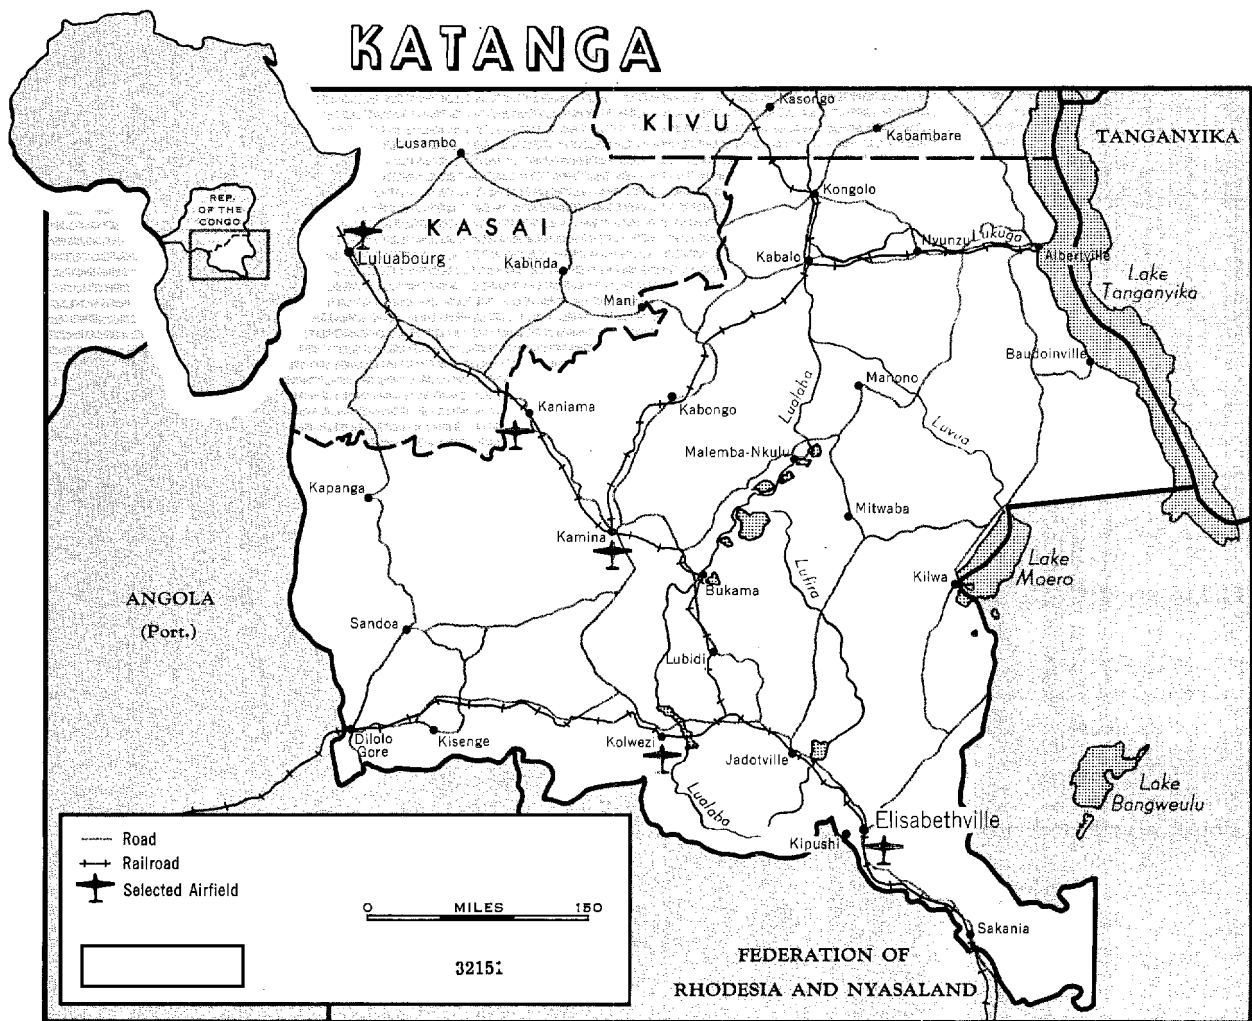 KATANGA
REP.
OF THE
CONGO
KIVU
KASAI
TANGANYIKA
Kasongo
Kabambare
Lusambo
Kongolo
Luluabourg
Kabinda
Kabalo
Nyunzu
Lukuga
Albertville
Lake
Tanganyika
Mani
Baudoinville
Kaniama
Kabongo
Lualaba
Manono
Luvua
Malemba-Nkulu
Kapanga
Kamina
Mitwaba
Bukama
Lufira
Kilwa
Lake
Moero
ANGOLA
(Port.)
Sandoa
Lubidi
Dilolo
Gare
Kisenge
Kolwezi
Jadotville
Lualaba
Lake
Bangweulu
Elisabethville
Kipushi
Sakania
FEDERATION OF
RHODESIA AND NYASALAND
Road
Railroad
Selected Airfield
0 MILES 150
32151